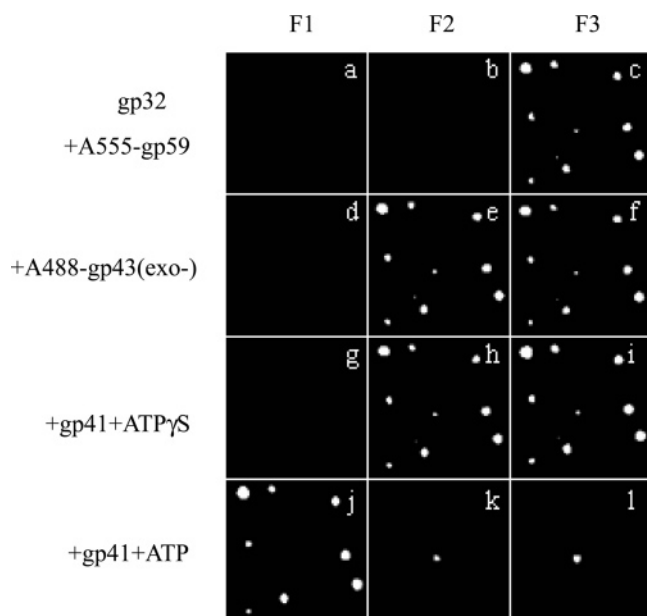 F1 F2 F3
gp32
+A555-gp59
a b c
+A488-gp43(exo-)
d e f
+gp41+ATPγS
g h i
+gp41+ATP
j k l